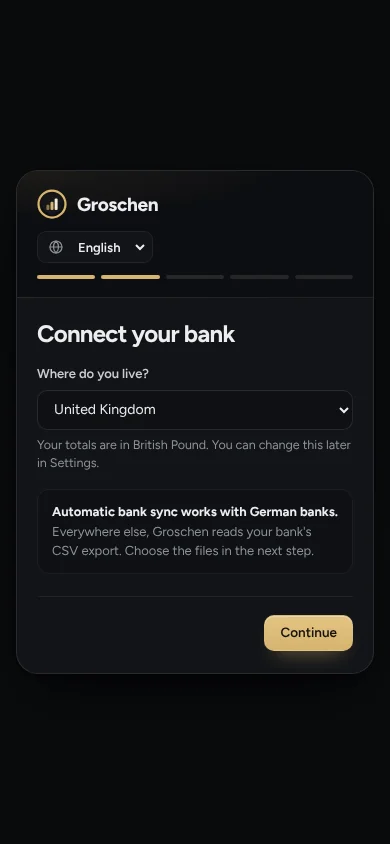 Groschen
English
Connect your bank
Where do you live?
United Kingdom
Your totals are in British Pound. You can change this later
in Settings.
Automatic bank sync works with German banks.
Everywhere else, Groschen reads your bank's
CSV export. Choose the files in the next step.
Continue